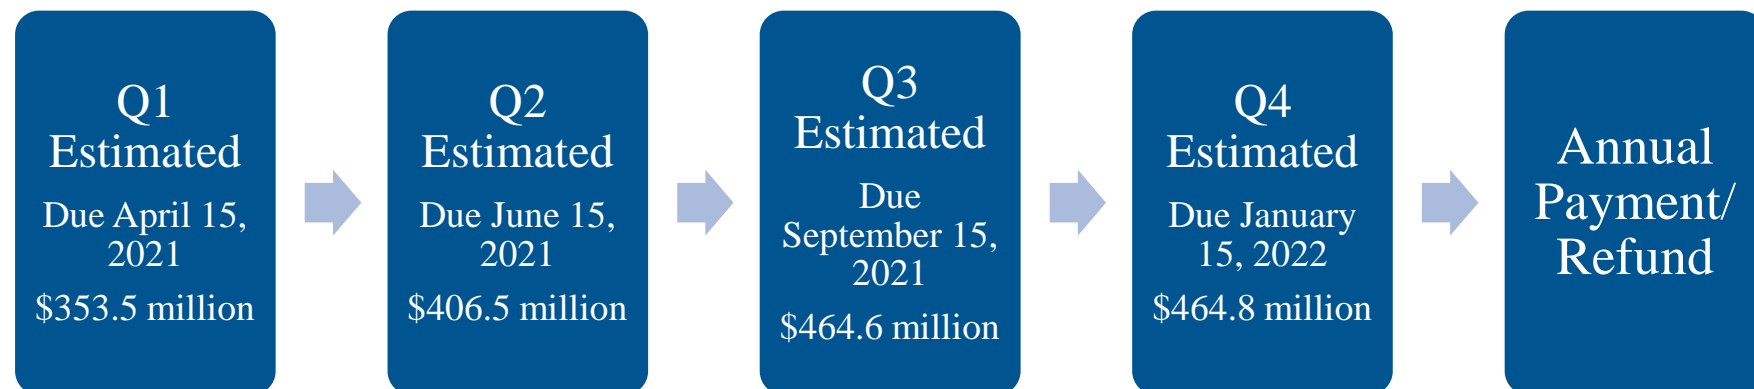 Q1
Estimated
Due April 15,
2021
$353.5 million
Q2
Estimated
Due June 15,
2021
$406.5 million
Q3
Estimated
Due
September 15,
2021
$464.6 million
Q4
Estimated
Due January
15, 2022
$464.8 million
Annual
Payment/
Refund